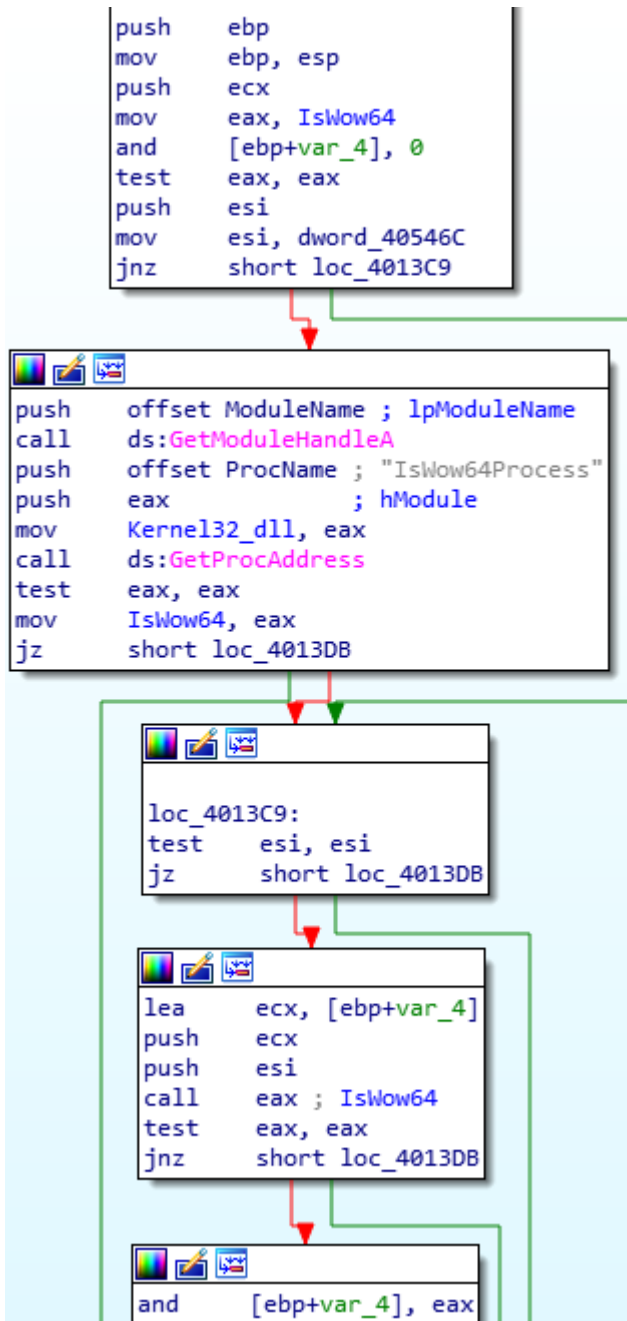 push ebp
mov ebp, esp
push ecx
mov eax, IsWow64
and [ebp+var_4], 0
test eax, eax
push esi
mov esi, dword_40546C
jnz short loc_4013C9
push offset ModuleName ; lpModuleName
call ds:GetModuleHandleA
push offset ProcName ; "IsWow64Process"
push eax ; hModule
mov Kernel32_dll, eax
call ds:GetProcAddress
test eax, eax
mov IsWow64, eax
jz short loc_4013DB
loc_4013C9:
test esi, esi
jz short loc_4013DB
lea ecx, [ebp+var_4]
push ecx
push esi
call eax ; IsWow64
test eax, eax
jnz short loc_4013DB
and [ebp+var_4], eax